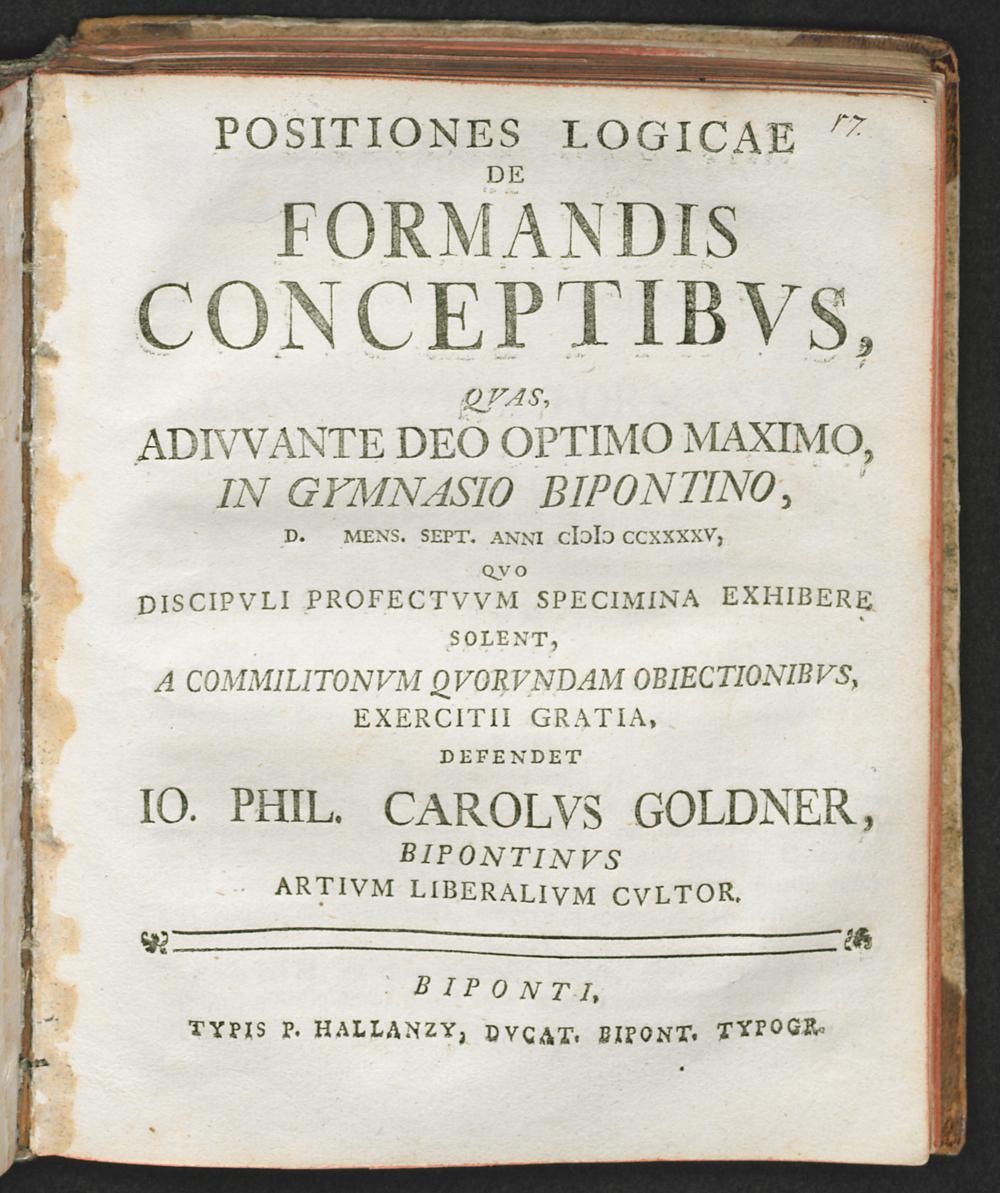 POSITIONES LOGICAE 17.
DE
FORMANDIS
CONCEPTIBVS,
QVAS,
ADIVVANTE DEO OPTIMO MAXIMO,
IN GYMNASIO BIPONTINO,
D. MENS. SEPT. ANNI cIɔIɔ CCXXXXV,
QVO
DISCIPVLI PROFECTVVM SPECIMINA EXHIBERE
SOLENT,
A COMMILITONVM QVORVNDAM OBIECTIONIBVS,
EXERCITII GRATIA,
DEFENDET
IO. PHIL. CAROLVS GOLDNER,
BIPONTINVS
ARTIVM LIBERALIVM CVLTOR.
BIPONTI,
TYPIS P. HALLANZY, DVCAT. BIPONT. TYPOGR.